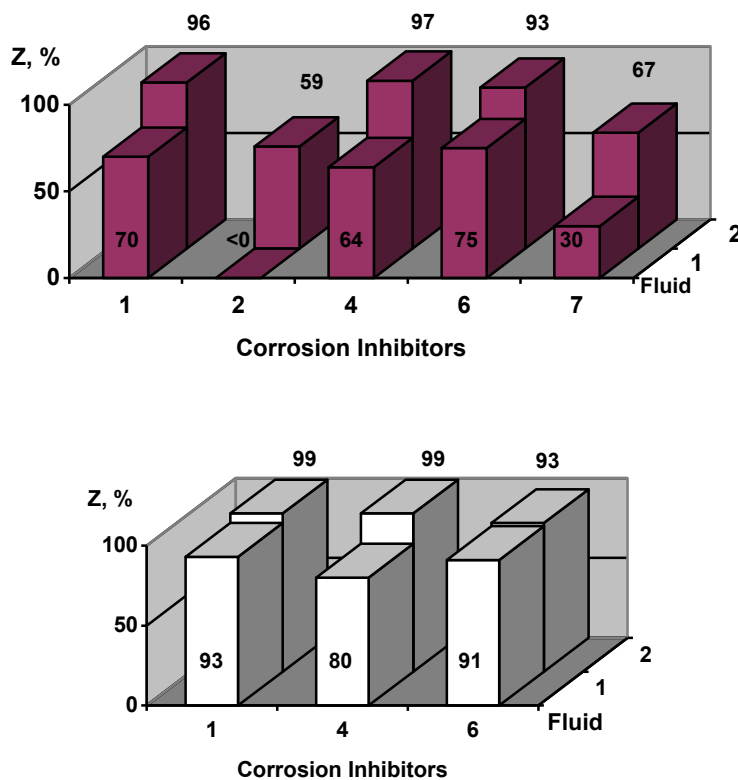 96 97 93
Z, %
59 67
100
50
70 <0 64 75 30
2
1
0
Fluid
1 2 4 6 7
Corrosion Inhibitors
99 99 93
Z, %
100
50
93 80 91
2
1
0
Fluid
1 4 6
Corrosion Inhibitors